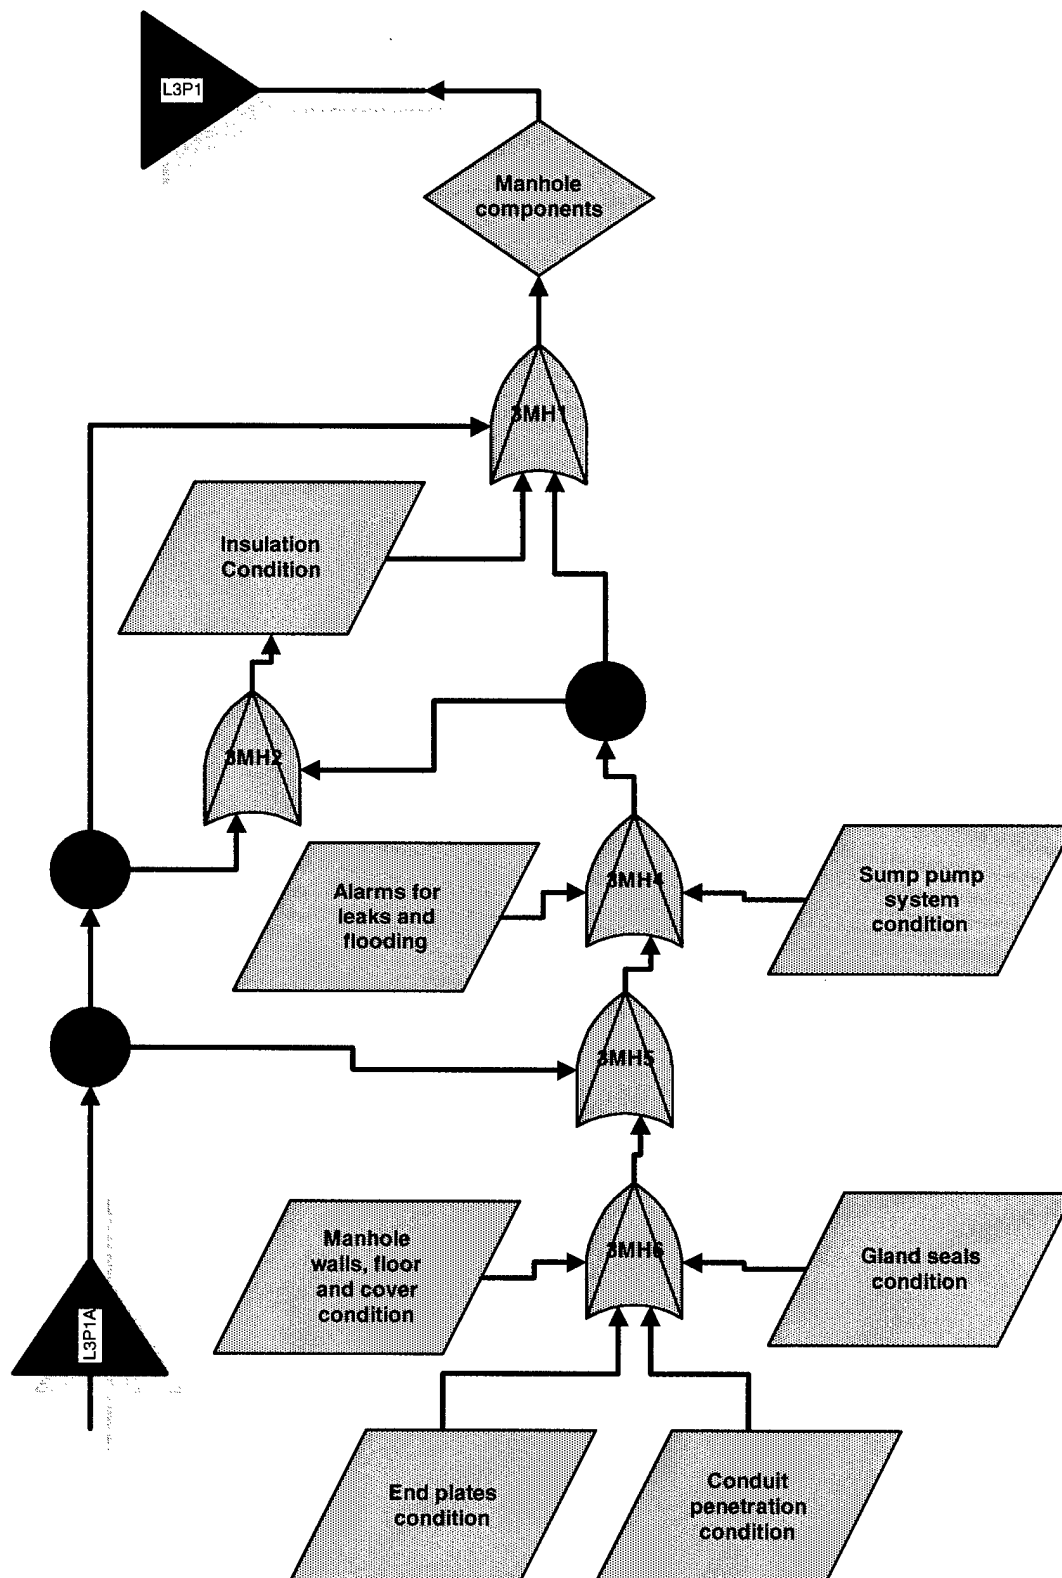 L3P1
Manhole
components
3MH1
Insulation
Condition
3MH2
Alarms for
leaks and
flooding
3MH4
Sump pump
system
condition
3MH5
Manhole
walls, floor
and cover
condition
3MH6
Gland seals
condition
L3P1A
End plates
condition
Conduit
penetration
condition